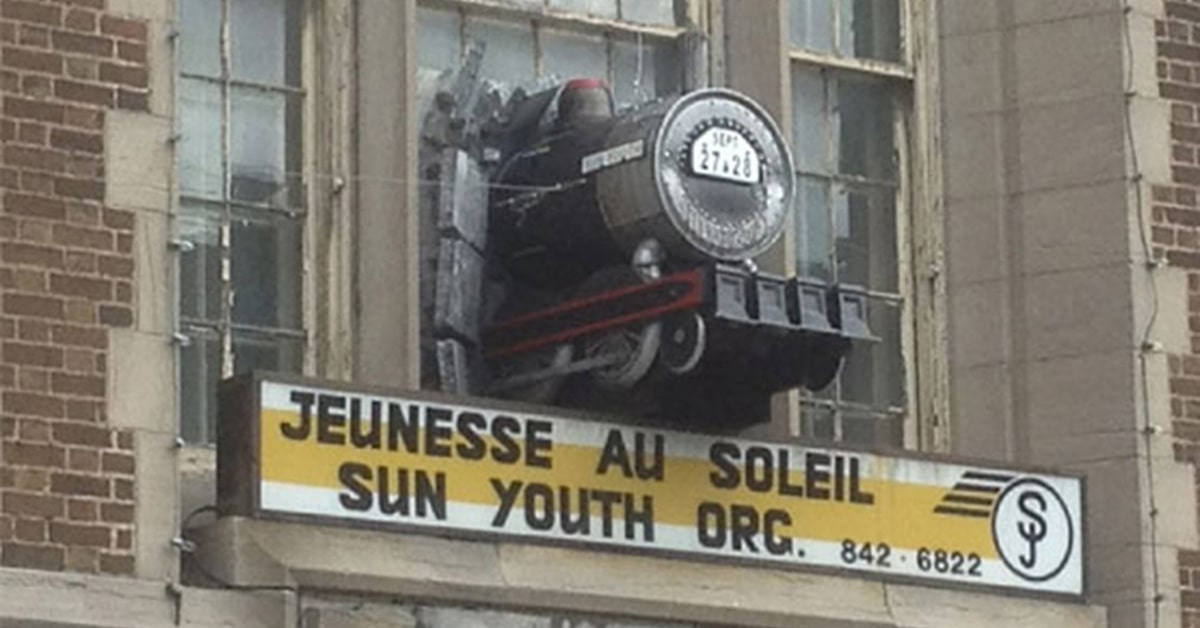 SEPT
27&28
JEUNESSE AU SOLEIL
SUN YOUTH ORG.
842-6822
SJ